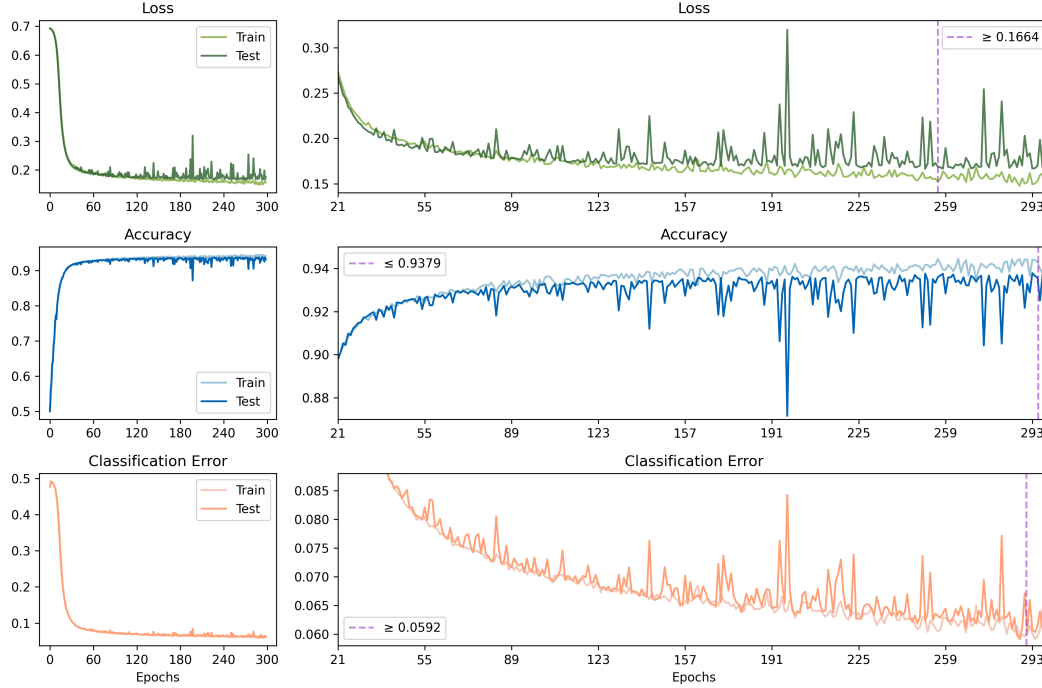 Loss
0.7
0.6
0.5
0.4
0.3
0.2
Train
Test
0 60 120 180 240 300
Loss
0.30
0.25
0.20
0.15
≥ 0.1664
21 55 89 123 157 191 225 259 293
Accuracy
0.9
0.8
0.7
0.6
0.5
Train
Test
0 60 120 180 240 300
Accuracy
0.94
0.92
0.90
0.88
≤ 0.9379
21 55 89 123 157 191 225 259 293
Classification Error
0.5
0.4
0.3
0.2
0.1
Train
Test
0 60 120 180 240 300
Epochs
Classification Error
0.085
0.080
0.075
0.070
0.065
0.060
≥ 0.0592
21 55 89 123 157 191 225 259 293
Epochs